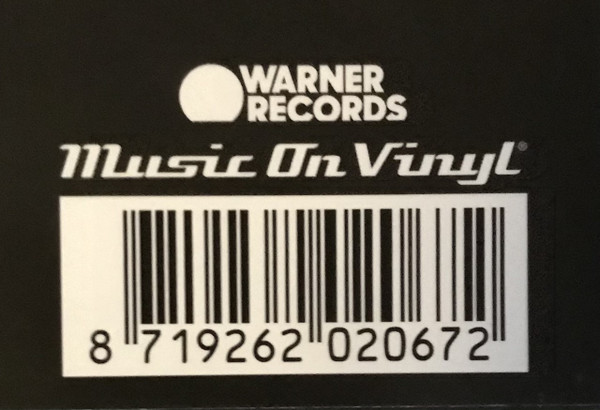 WARNER
RECORDS
Music On Vinyl®
8 719262 020672